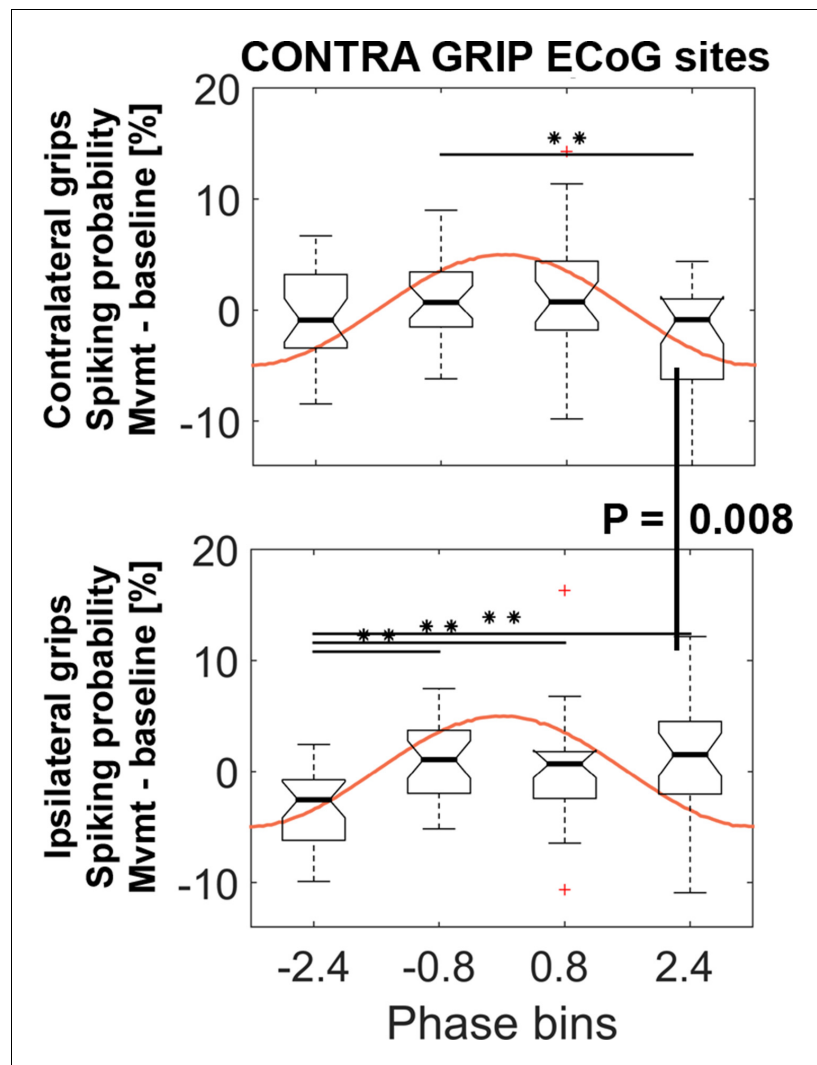 CONTRA GRIP ECoG sites
Contralateral grips
Spiking probability
Mvmt - baseline [%]
20
10
0
-10
* *
P = 0.008
Ipsilateral grips
Spiking probability
Mvmt - baseline [%]
20
10
0
-10
* * * * * *
-2.4 -0.8 0.8 2.4
Phase bins